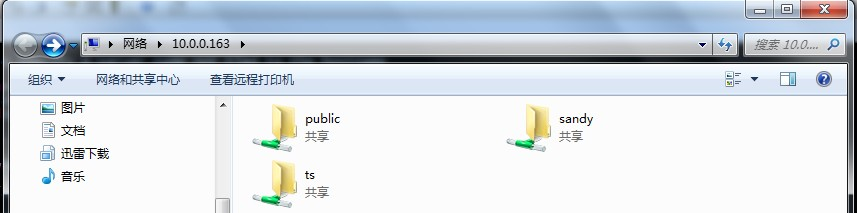 网络 10.0.0.163 搜索 10.0....
组织 网络和共享中心 查看远程打印机
图片
文档
迅雷下载
音乐
public
共享
sandy
共享
ts
共享